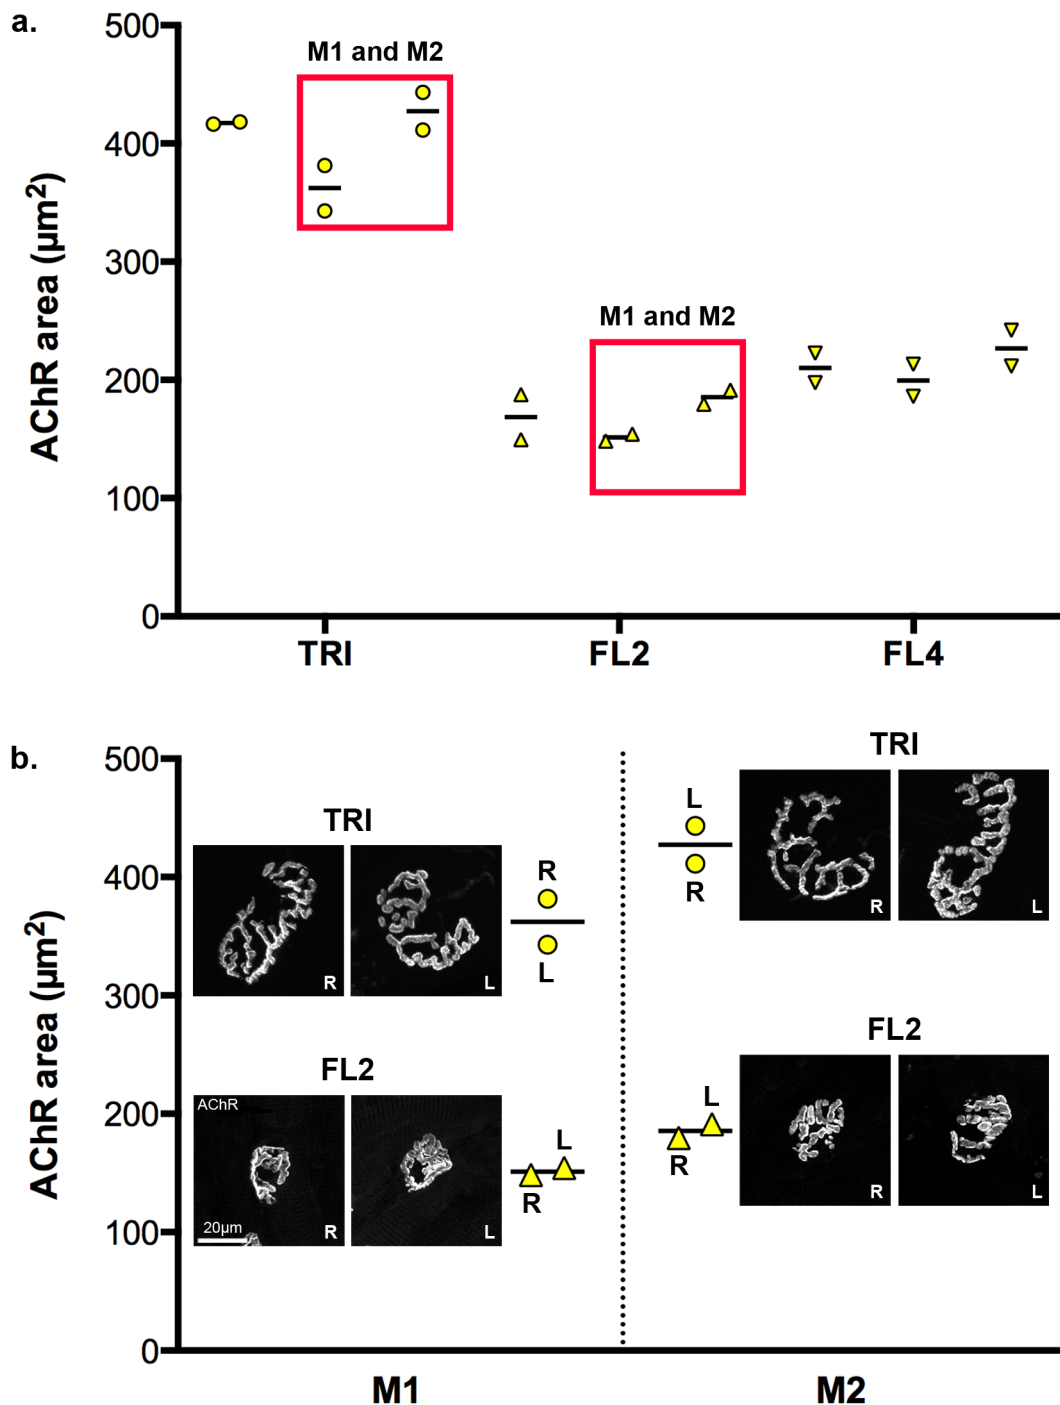 a.
500
400
300
200
100
0
AChR area (µm²)
M1 and M2
M1 and M2
TRI
FL2
FL4
b.
500
400
300
200
100
0
AChR area (µm²)
TRI
R
L
R
L
FL2
AChR
20µm
R
L
L
R
TRI
L
R
R
L
FL2
L
R
R
L
M1
M2